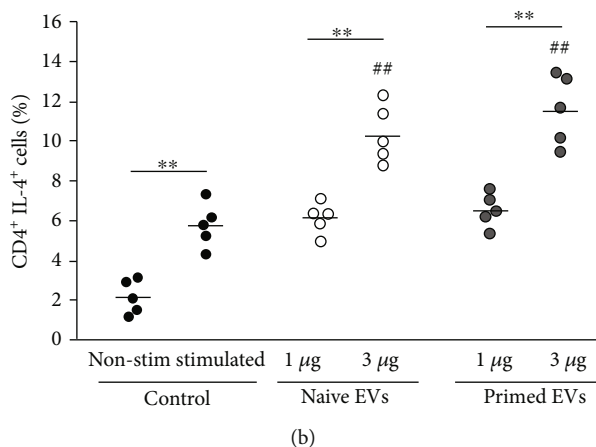 CD4⁺ IL-4⁺ cells (%)
16
14
12
10
8
6
4
2
0
**
**
##
**
##
Non-stim stimulated
1 μg 3 μg
1 μg 3 μg
Control
Naive EVs
Primed EVs
(b)